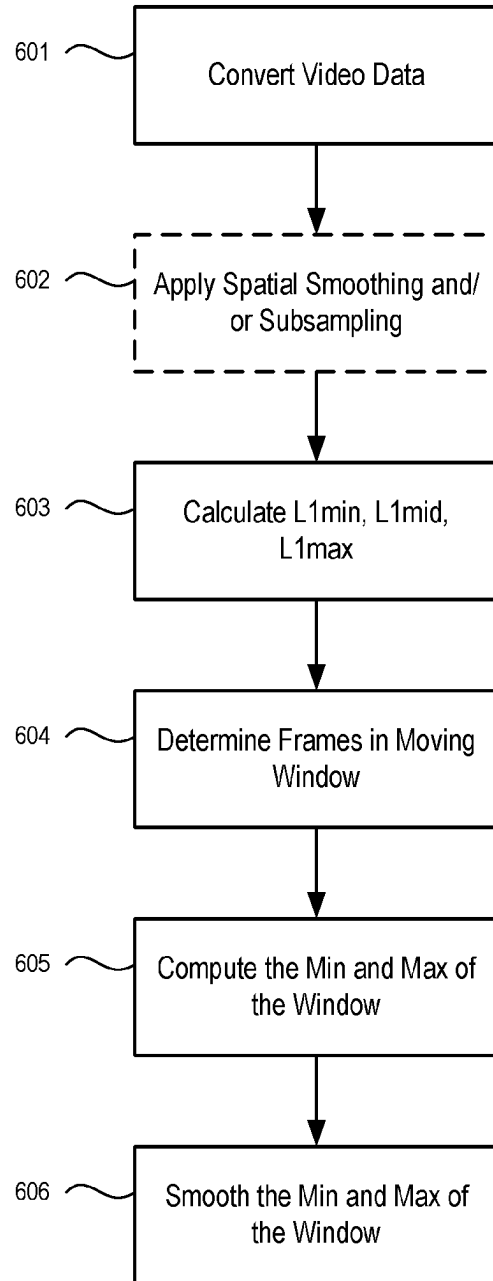 601
Convert Video Data
602
Apply Spatial Smoothing and/
or Subsampling
603
Calculate L1min, L1mid,
L1max
604
Determine Frames in Moving
Window
605
Compute the Min and Max of
the Window
606
Smooth the Min and Max of
the Window